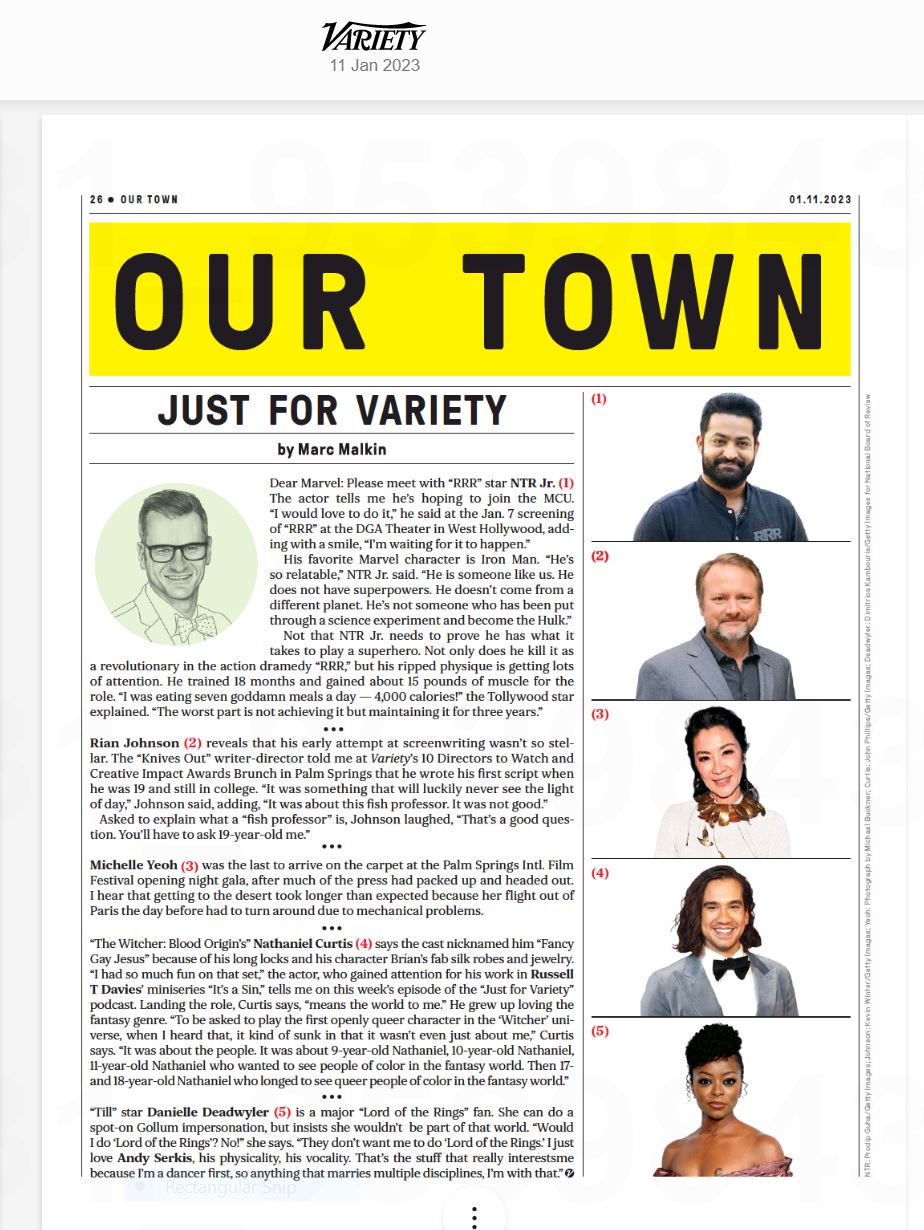 VARIETY
11 Jan 2023
26 ● OUR TOWN
01.11.2023
OUR TOWN
JUST FOR VARIETY
by Marc Malkin
Dear Marvel: Please meet with “RRR” star NTR Jr. (1)
The actor tells me he’s hoping to join the MCU.
“I would love to do it,” he said at the Jan. 7 screening
of “RRR” at the DGA Theater in West Hollywood, add-
ing with a smile, “I’m waiting for it to happen.”
His favorite Marvel character is Iron Man. “He’s
so relatable,” NTR Jr. said. “He is someone like us. He
does not have superpowers. He doesn’t come from a
different planet. He’s not someone who has been put
through a science experiment and become the Hulk.”
Not that NTR Jr. needs to prove he has what it
takes to play a superhero. Not only does he kill it as
a revolutionary in the action dramedy “RRR,” but his ripped physique is getting lots
of attention. He trained 18 months and gained about 15 pounds of muscle for the
role. “I was eating seven goddamn meals a day — 4,000 calories!” the Tollywood star
explained. “The worst part is not achieving it but maintaining it for three years.”
•••
Rian Johnson (2) reveals that his early attempt at screenwriting wasn’t so stel-
lar. The “Knives Out” writer-director told me at Variety’s 10 Directors to Watch and
Creative Impact Awards Brunch in Palm Springs that he wrote his first script when
he was 19 and still in college. “It was something that will luckily never see the light
of day,” Johnson said, adding, “It was about this fish professor. It was not good.”
Asked to explain what a “fish professor” is, Johnson laughed, “That’s a good ques-
tion. You’ll have to ask 19-year-old me.”
•••
Michelle Yeoh (3) was the last to arrive on the carpet at the Palm Springs Intl. Film
Festival opening night gala, after much of the press had packed up and headed out.
I hear that getting to the desert took longer than expected because her flight out of
Paris the day before had to turn around due to mechanical problems.
•••
“The Witcher: Blood Origin’s” Nathaniel Curtis (4) says the cast nicknamed him “Fancy
Gay Jesus” because of his long locks and his character Brían’s fab silk robes and jewelry.
“I had so much fun on that set,” the actor, who gained attention for his work in Russell
T Davies’ miniseries “It’s a Sin,” tells me on this week’s episode of the “Just for Variety”
podcast. Landing the role, Curtis says, “means the world to me.” He grew up loving the
fantasy genre. “To be asked to play the first openly queer character in the ‘Witcher’ uni-
verse, when I heard that, it kind of sunk in that it wasn’t even just about me,” Curtis
says. “It was about the people. It was about 9-year-old Nathaniel, 10-year-old Nathaniel,
11-year-old Nathaniel who wanted to see people of color in the fantasy world. Then 17-
and 18-year-old Nathaniel who longed to see queer people of color in the fantasy world.”
•••
“Till” star Danielle Deadwyler (5) is a major “Lord of the Rings” fan. She can do a
spot-on Gollum impersonation, but insists she wouldn’t be part of that world. “Would
I do ‘Lord of the Rings’? No!” she says. “They don’t want me to do ‘Lord of the Rings.’ I just
love Andy Serkis, his physicality, his vocality. That’s the stuff that really interestsme
because I’m a dancer first, so anything that marries multiple disciplines, I’m with that.”
(1)
RRR
(2)
(3)
(4)
(5)
NTR: Prodip Guha/Getty Images; Johnson: Kevin Winter/Getty Images; Yeoh: Photograph by Michael Buckner; Curtis: John Phillips/Getty Images; Deadwyler: Dimitrios Kambouris/Getty Images for National Board of Review
Rectangular Snip